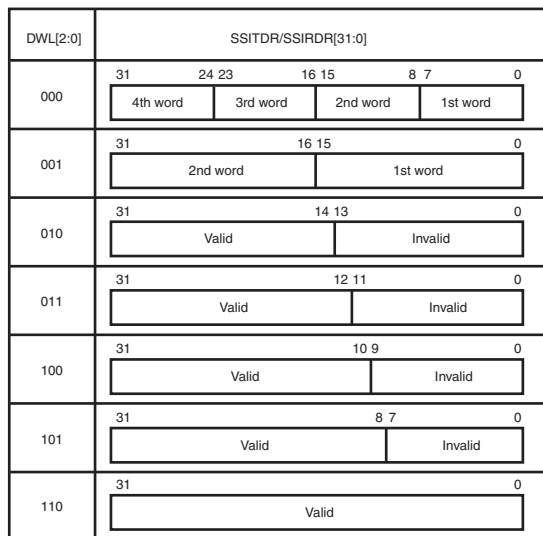 DWL[2:0] SSITDR/SSIRDR[31:0]
31 24 23 16 15 8 7 0
000 4th word 3rd word 2nd word 1st word
31 16 15 0
001 2nd word 1st word
31 14 13 0
010 Valid Invalid
31 12 11 0
011 Valid Invalid
31 10 9 0
100 Valid Invalid
31 8 7 0
101 Valid Invalid
31 0
110 Valid